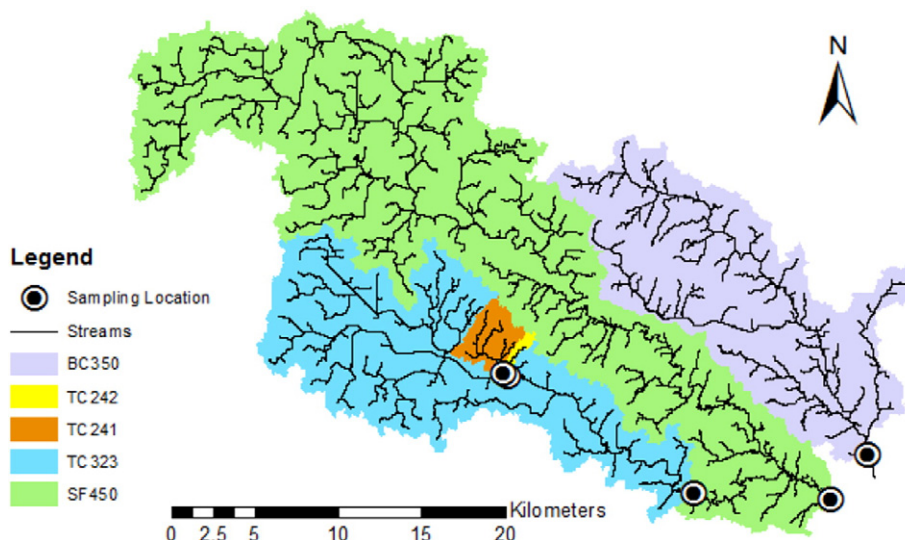 N
Legend
Sampling Location
Streams
BC350
TC242
TC241
TC323
SF450
Kilometers
0 2.5 5 10 15 20